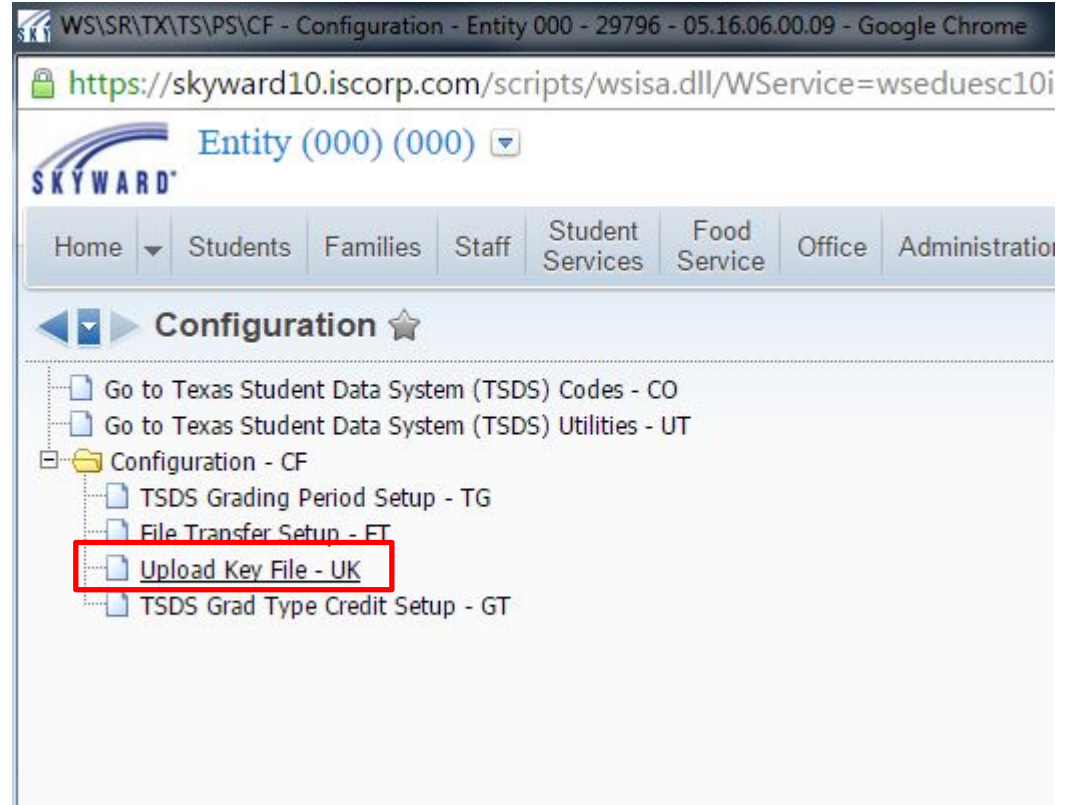 WS\SR\TX\TS\PS\CF - Configuration - Entity 000 - 29796 - 05.16.06.00.09 - Google Chrome
https://skyward10.iscorp.com/scripts/wsisa.dll/WService=wseduesc10i
Entity (000) (000)
SKYWARD
Home Students Families Staff Student Services Food Service Office Administration
Configuration
Go to Texas Student Data System (TSDS) Codes - CO
Go to Texas Student Data System (TSDS) Utilities - UT
Configuration - CF
TSDS Grading Period Setup - TG
File Transfer Setup - FT
Upload Key File - UK
TSDS Grad Type Credit Setup - GT